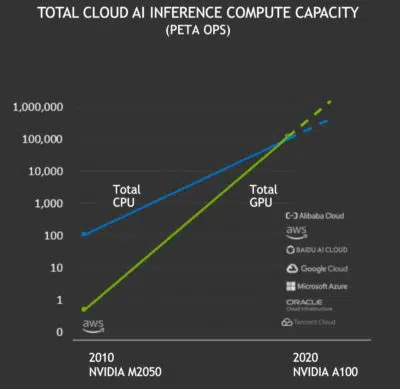 TOTAL CLOUD AI INFERENCE COMPUTE CAPACITY
(PETA OPS)
1,000,000
100,000
10,000
1,000
100
10
1
0
Total
CPU
Total
GPU
Alibaba Cloud
aws
BAIDU AI CLOUD
Google Cloud
Microsoft Azure
ORACLE
Cloud Infrastructure
Tencent Cloud
aws
2010
NVIDIA M2050
2020
NVIDIA A100